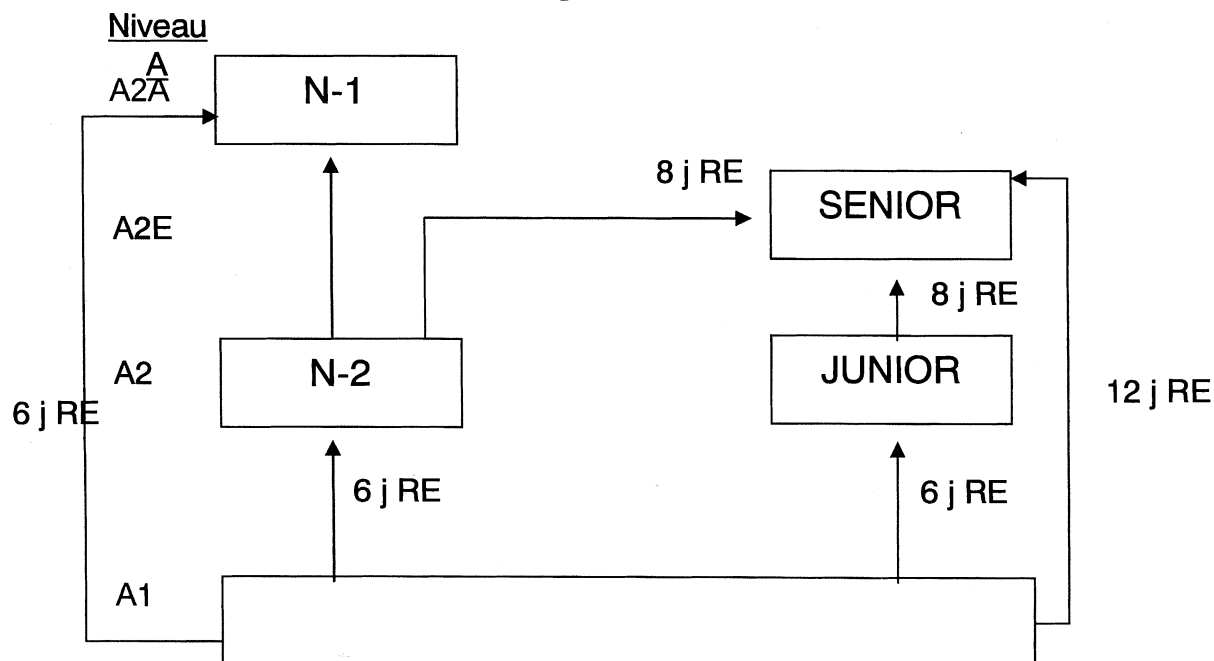 Niveau
A
A2A
N-1
8 j RE
SENIOR
A2E
8 j RE
A2
N-2
JUNIOR
12 j RE
6 j RE
6 j RE
6 j RE
A1